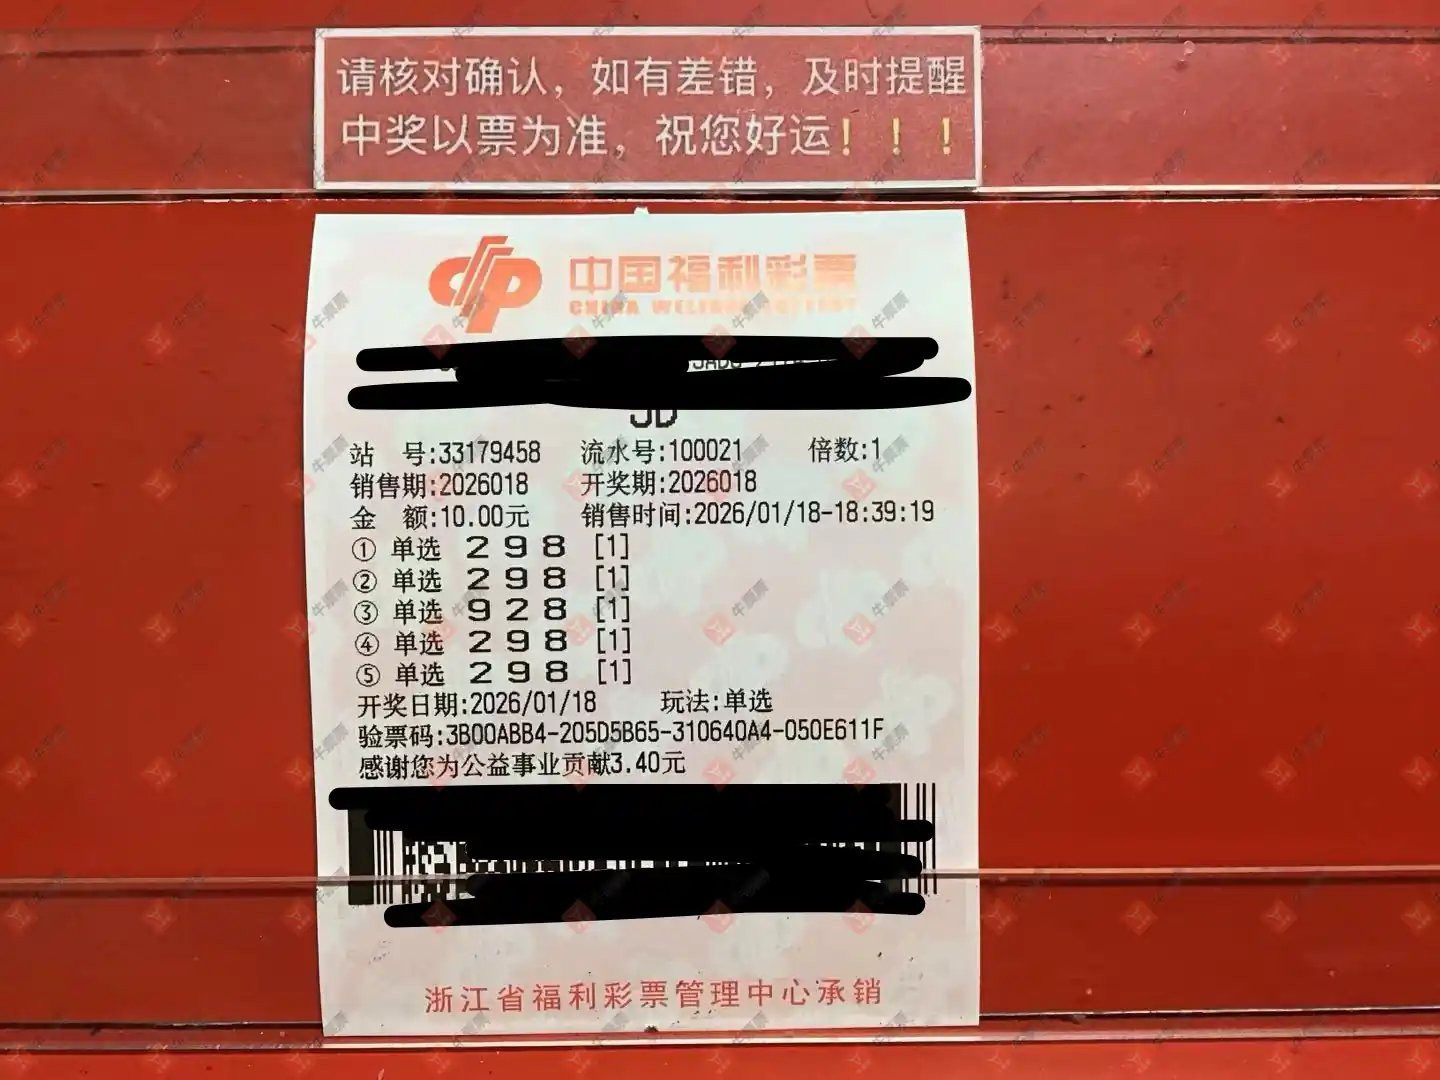 请核对确认，如有差错，及时提醒
中奖以票为准，祝您好运！！！
中国福利彩票
CHINA WELFARE LOTTERY
3D
站　号:33179458　流水号:100021　倍数:1
销售期:2026018　开奖期:2026018
金　额:10.00元　销售时间:2026/01/18-18:39:19
① 单选 2 9 8 [1]
② 单选 2 9 8 [1]
③ 单选 9 2 8 [1]
④ 单选 2 9 8 [1]
⑤ 单选 2 9 8 [1]
开奖日期:2026/01/18　玩法:单选
验票码:3B00ABB4-205D5B65-310640A4-050E611F
感谢您为公益事业贡献3.40元
浙江省福利彩票管理中心承销
牛票票